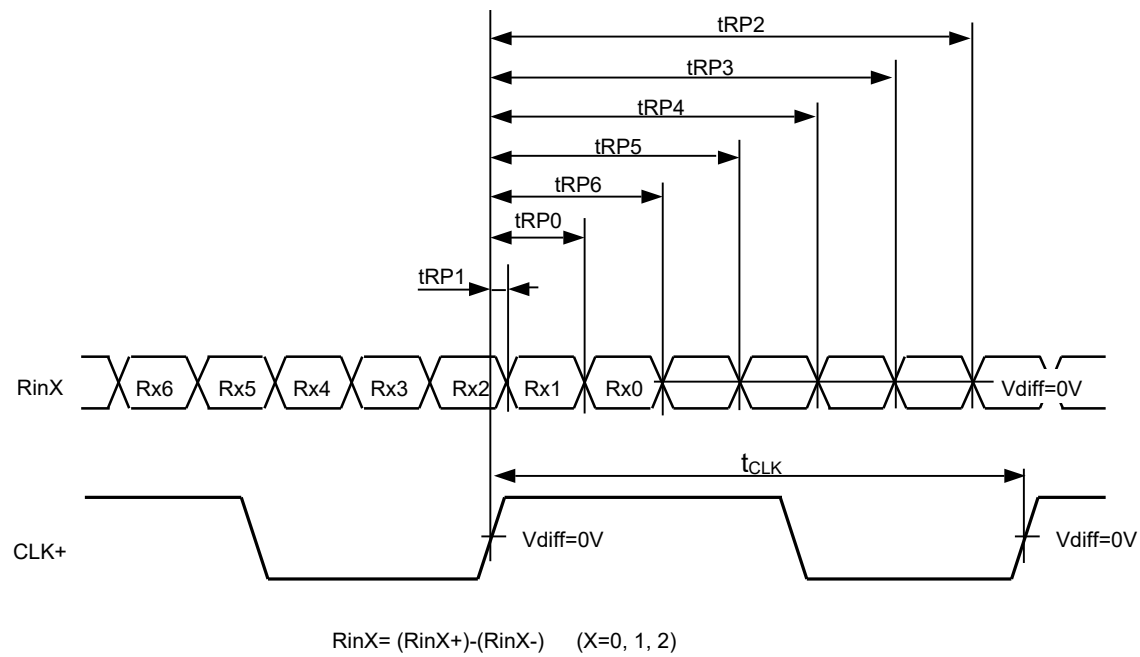 tRP2
tRP3
tRP4
tRP5
tRP6
tRP0
tRP1
RinX Rx6 Rx5 Rx4 Rx3 Rx2 Rx1 Rx0 Vdiff=0V
tCLK
CLK+ Vdiff=0V Vdiff=0V
RinX= (RinX+)-(RinX-) (X=0, 1, 2)